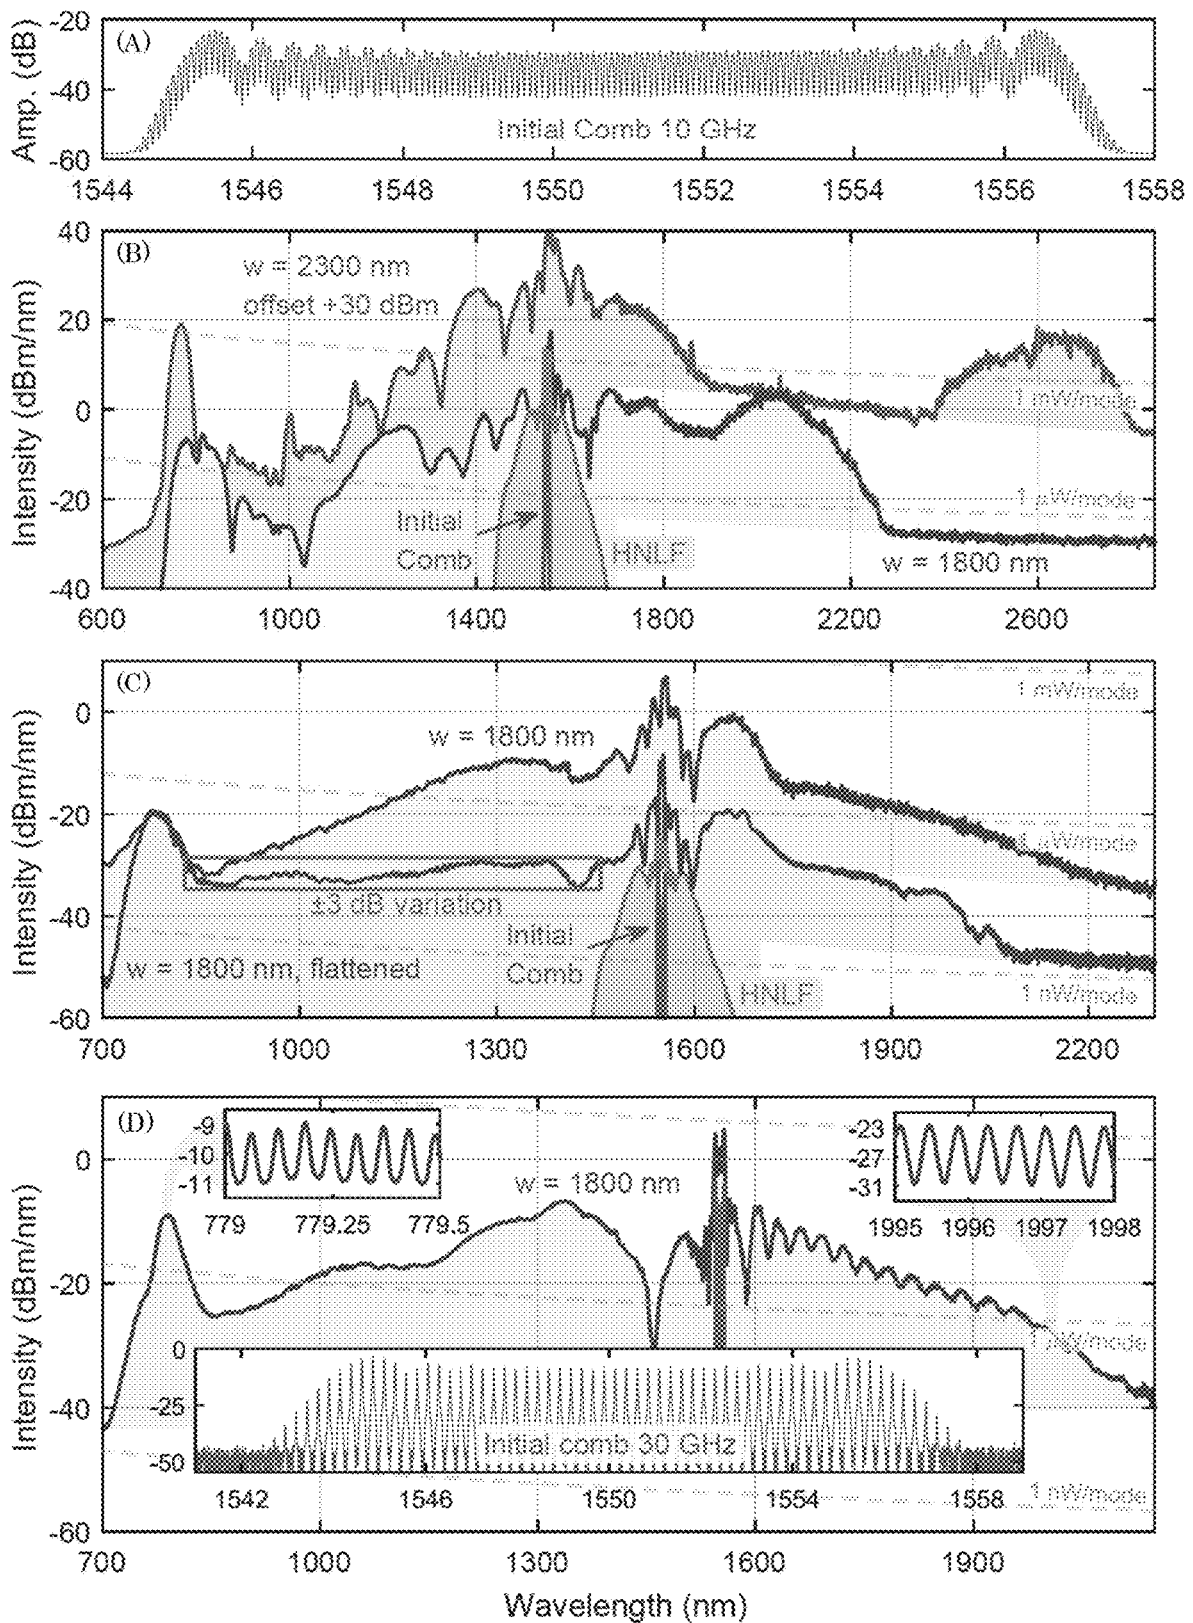 (A)
Amp. (dB)
-20
-40
-60
Initial Comb 10 GHz
1544 1546 1548 1550 1552 1554 1556 1558
(B)
Intensity (dBm/nm)
40
20
0
-20
-40
w = 2300 nm
offset +30 dBm
1 mW/mode
1 µW/mode
Initial
Comb
HNLF
w = 1800 nm
600 1000 1400 1800 2200 2600
(C)
Intensity (dBm/nm)
0
-20
-40
-60
1 mW/mode
w = 1800 nm
1 µW/mode
±3 dB variation
Initial
Comb
w = 1800 nm, flattened
HNLF
1 nW/mode
700 1000 1300 1600 1900 2200
(D)
Intensity (dBm/nm)
0
-20
-40
-60
-9
-10
-11
779 779.25 779.5
w = 1800 nm
-23
-27
-31
1995 1996 1997 1998
1 µW/mode
0
-25
-50
Initial comb 30 GHz
1542 1546 1550 1554 1558
1 nW/mode
700 1000 1300 1600 1900
Wavelength (nm)